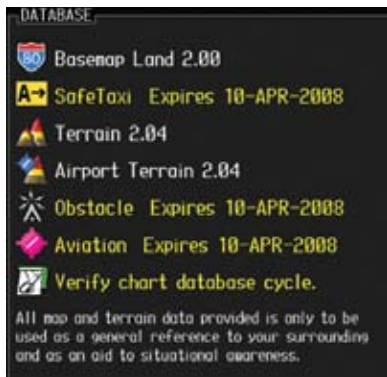 DATABASE
80
Basemap Land 2.00
A→ SafeTaxi Expires 10-APR-2008
Terrain 2.04
Airport Terrain 2.04
Obstacle Expires 10-APR-2008
Aviation Expires 10-APR-2008
Verify chart database cycle.
All map and terrain data provided is only to be
used as a general reference to your surrounding
and as an aid to situational awareness.